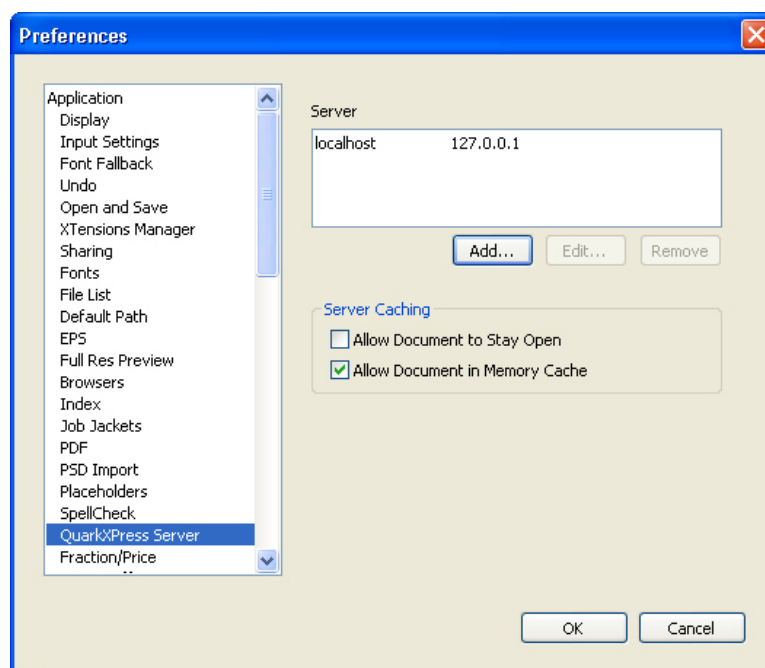 Preferences
Application
Display
Input Settings
Font Fallback
Undo
Open and Save
XTensions Manager
Sharing
Fonts
File List
Default Path
EPS
Full Res Preview
Browsers
Index
Job Jackets
PDF
PSD Import
Placeholders
SpellCheck
QuarkXPress Server
Fraction/Price
Server
localhost 127.0.0.1
Add... Edit... Remove
Server Caching
Allow Document to Stay Open
Allow Document in Memory Cache
OK Cancel